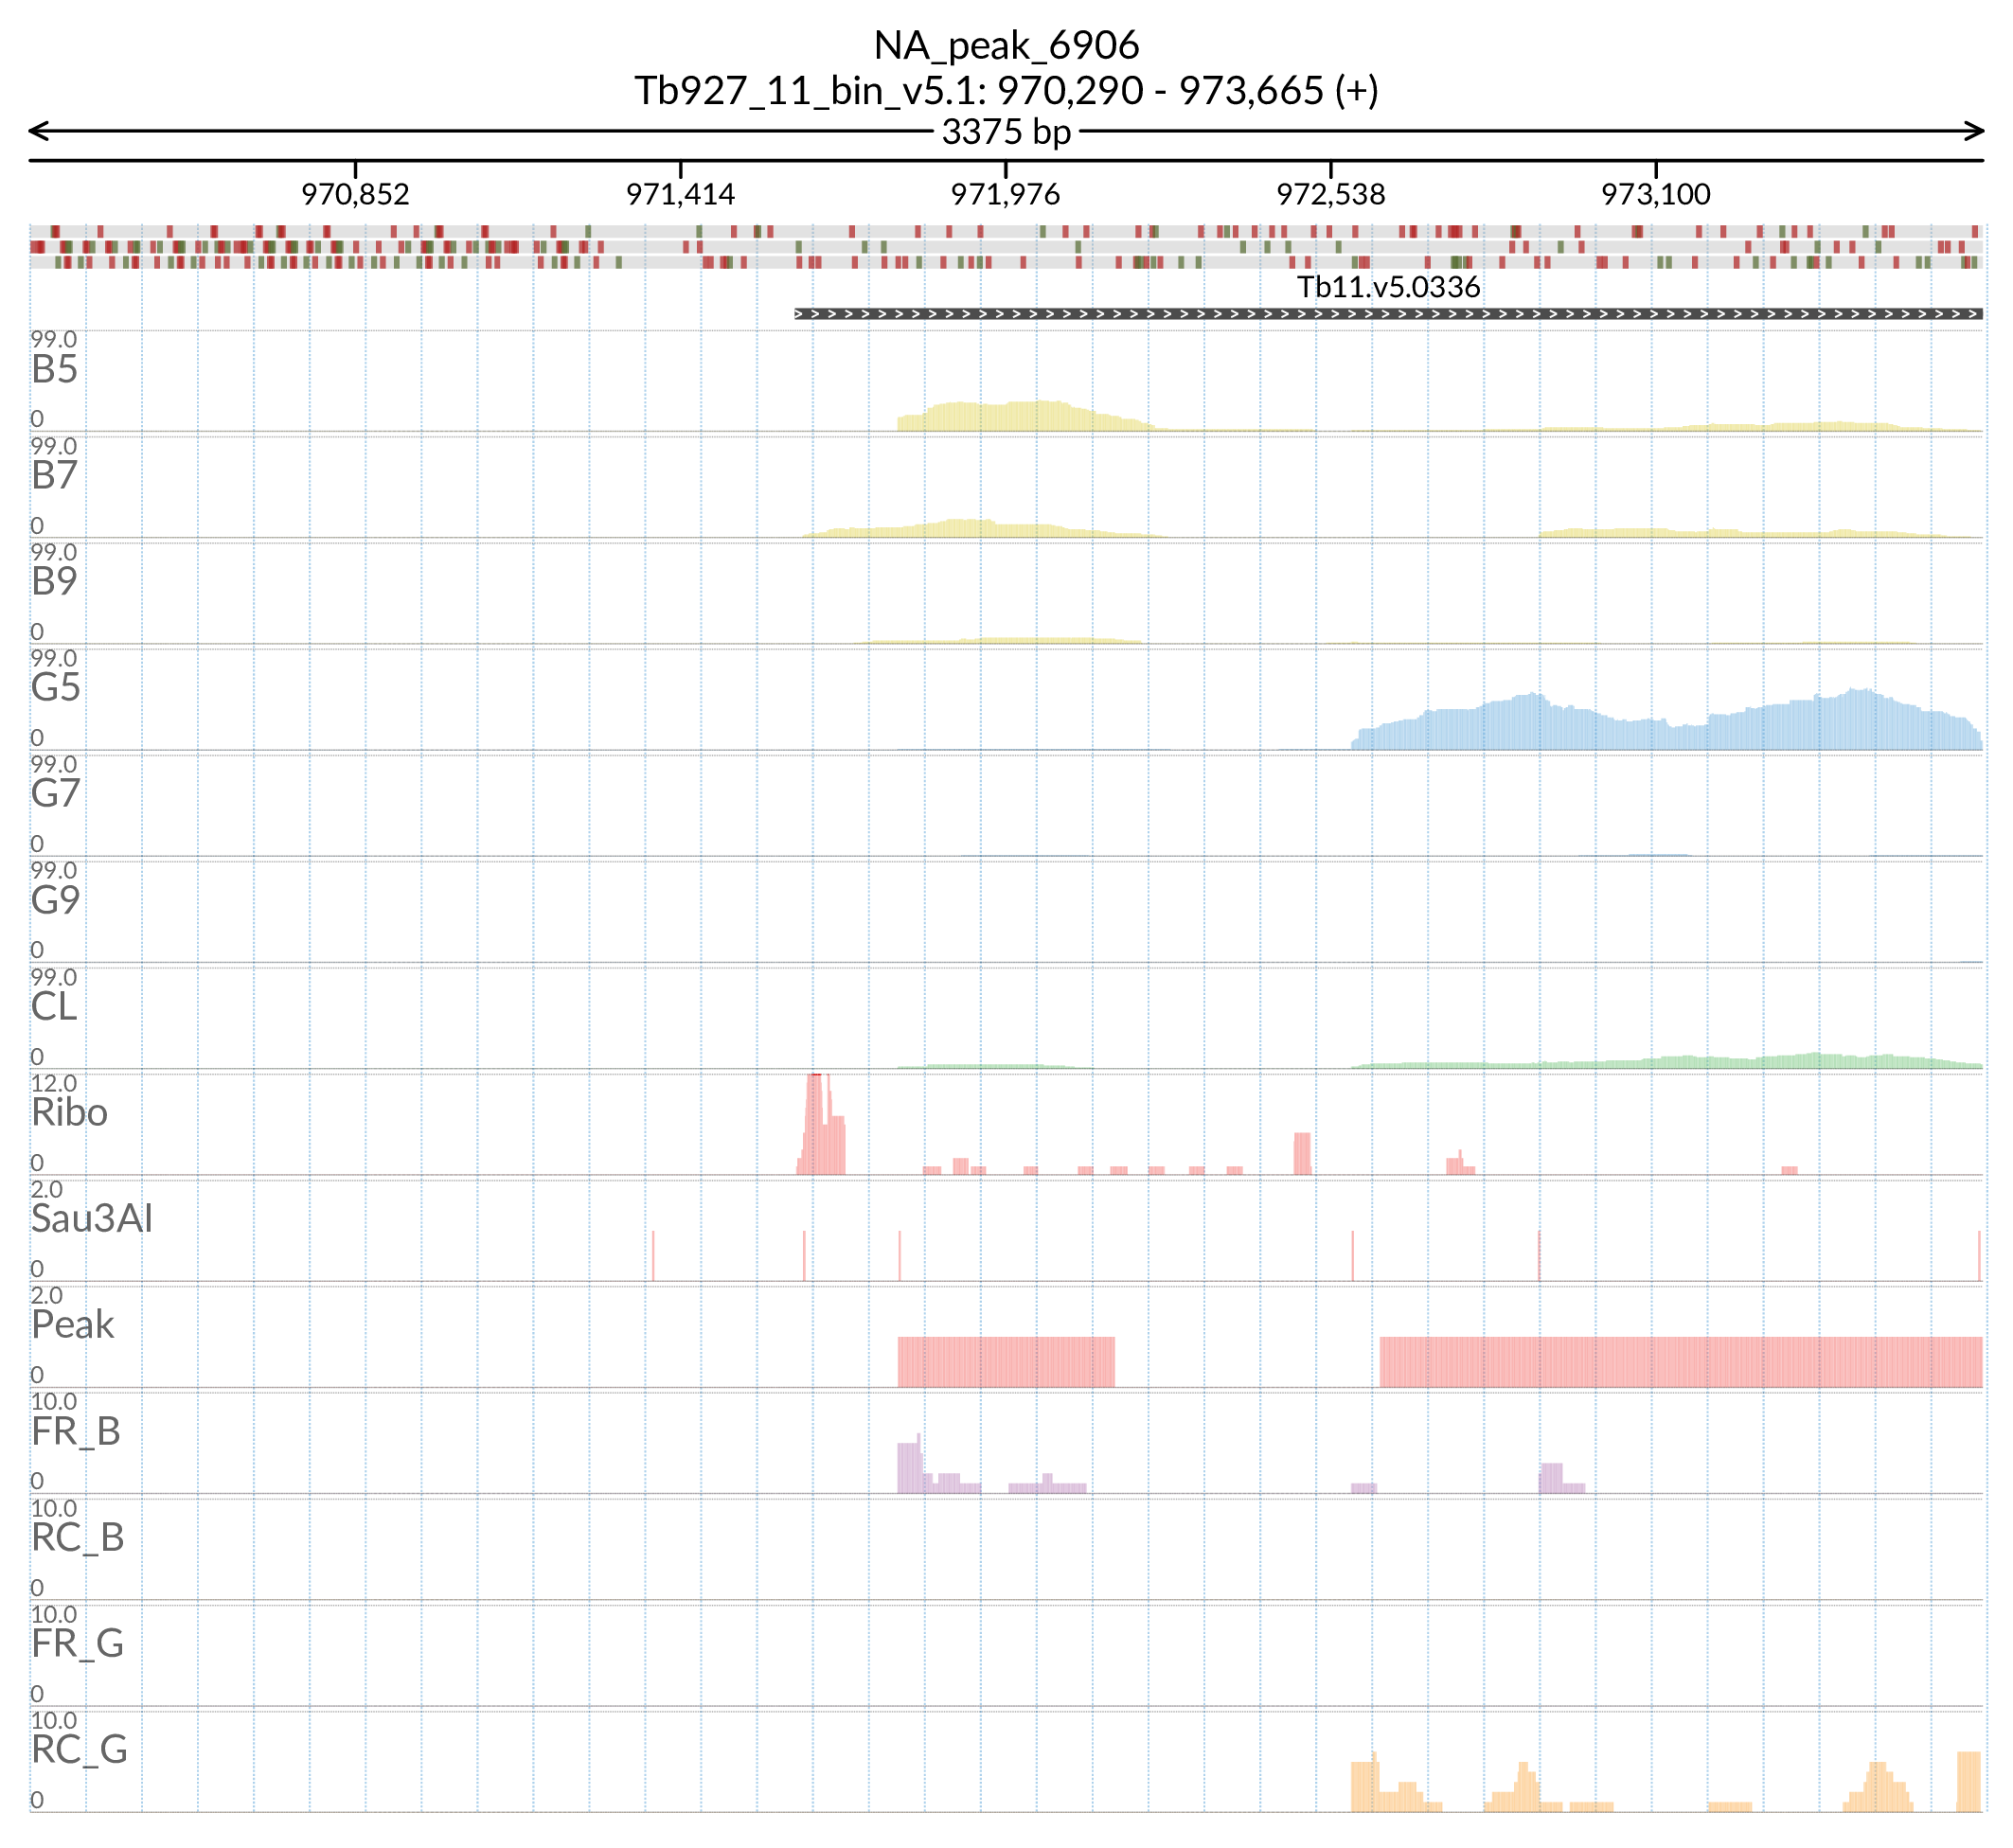 NA_peak_6906
Tb927_11_bin_v5.1: 970,290 - 973,665 (+)
3375 bp
970,852 971,414 971,976 972,538 973,100
Tb11.v5.0336
99.0
B5
0
99.0
B7
0
99.0
B9
0
99.0
G5
0
99.0
G7
0
99.0
G9
0
99.0
CL
0
12.0
Ribo
0
2.0
Sau3AI
0
2.0
Peak
0
10.0
FR_B
0
10.0
RC_B
0
10.0
FR_G
0
10.0
RC_G
0